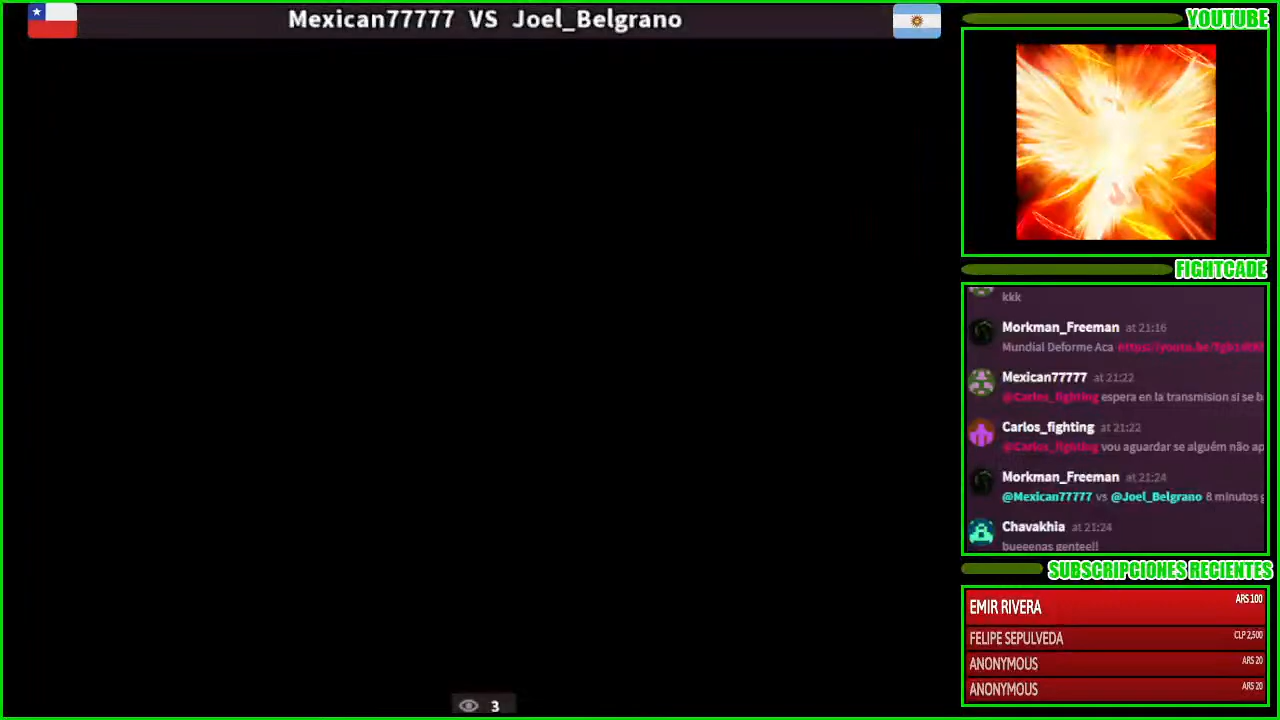 Mexican77777 VS Joel_Belgrano
YOUTUBE
FIGHTCADE
kkk
Morkman_Freeman at 21:16
Mundial Deforme Aca
Mexican77777 at 21:22
@Carlos_fighting espera en la transmision si se b
Carlos_fighting at 21:22
@Carlos_fighting vou aguardar se alguém não ap
Morkman_Freeman at 21:24
@Mexican77777 vs @Joel_Belgrano 8 minutos
Chavakhia at 21:24
bueeenas gentee!!
SUBSCRIPCIONES RECIENTES
EMIR RIVERA ARS 100
FELIPE SEPULVEDA CLP 2,500
ANONYMOUS ARS 20
ANONYMOUS ARS 20
3